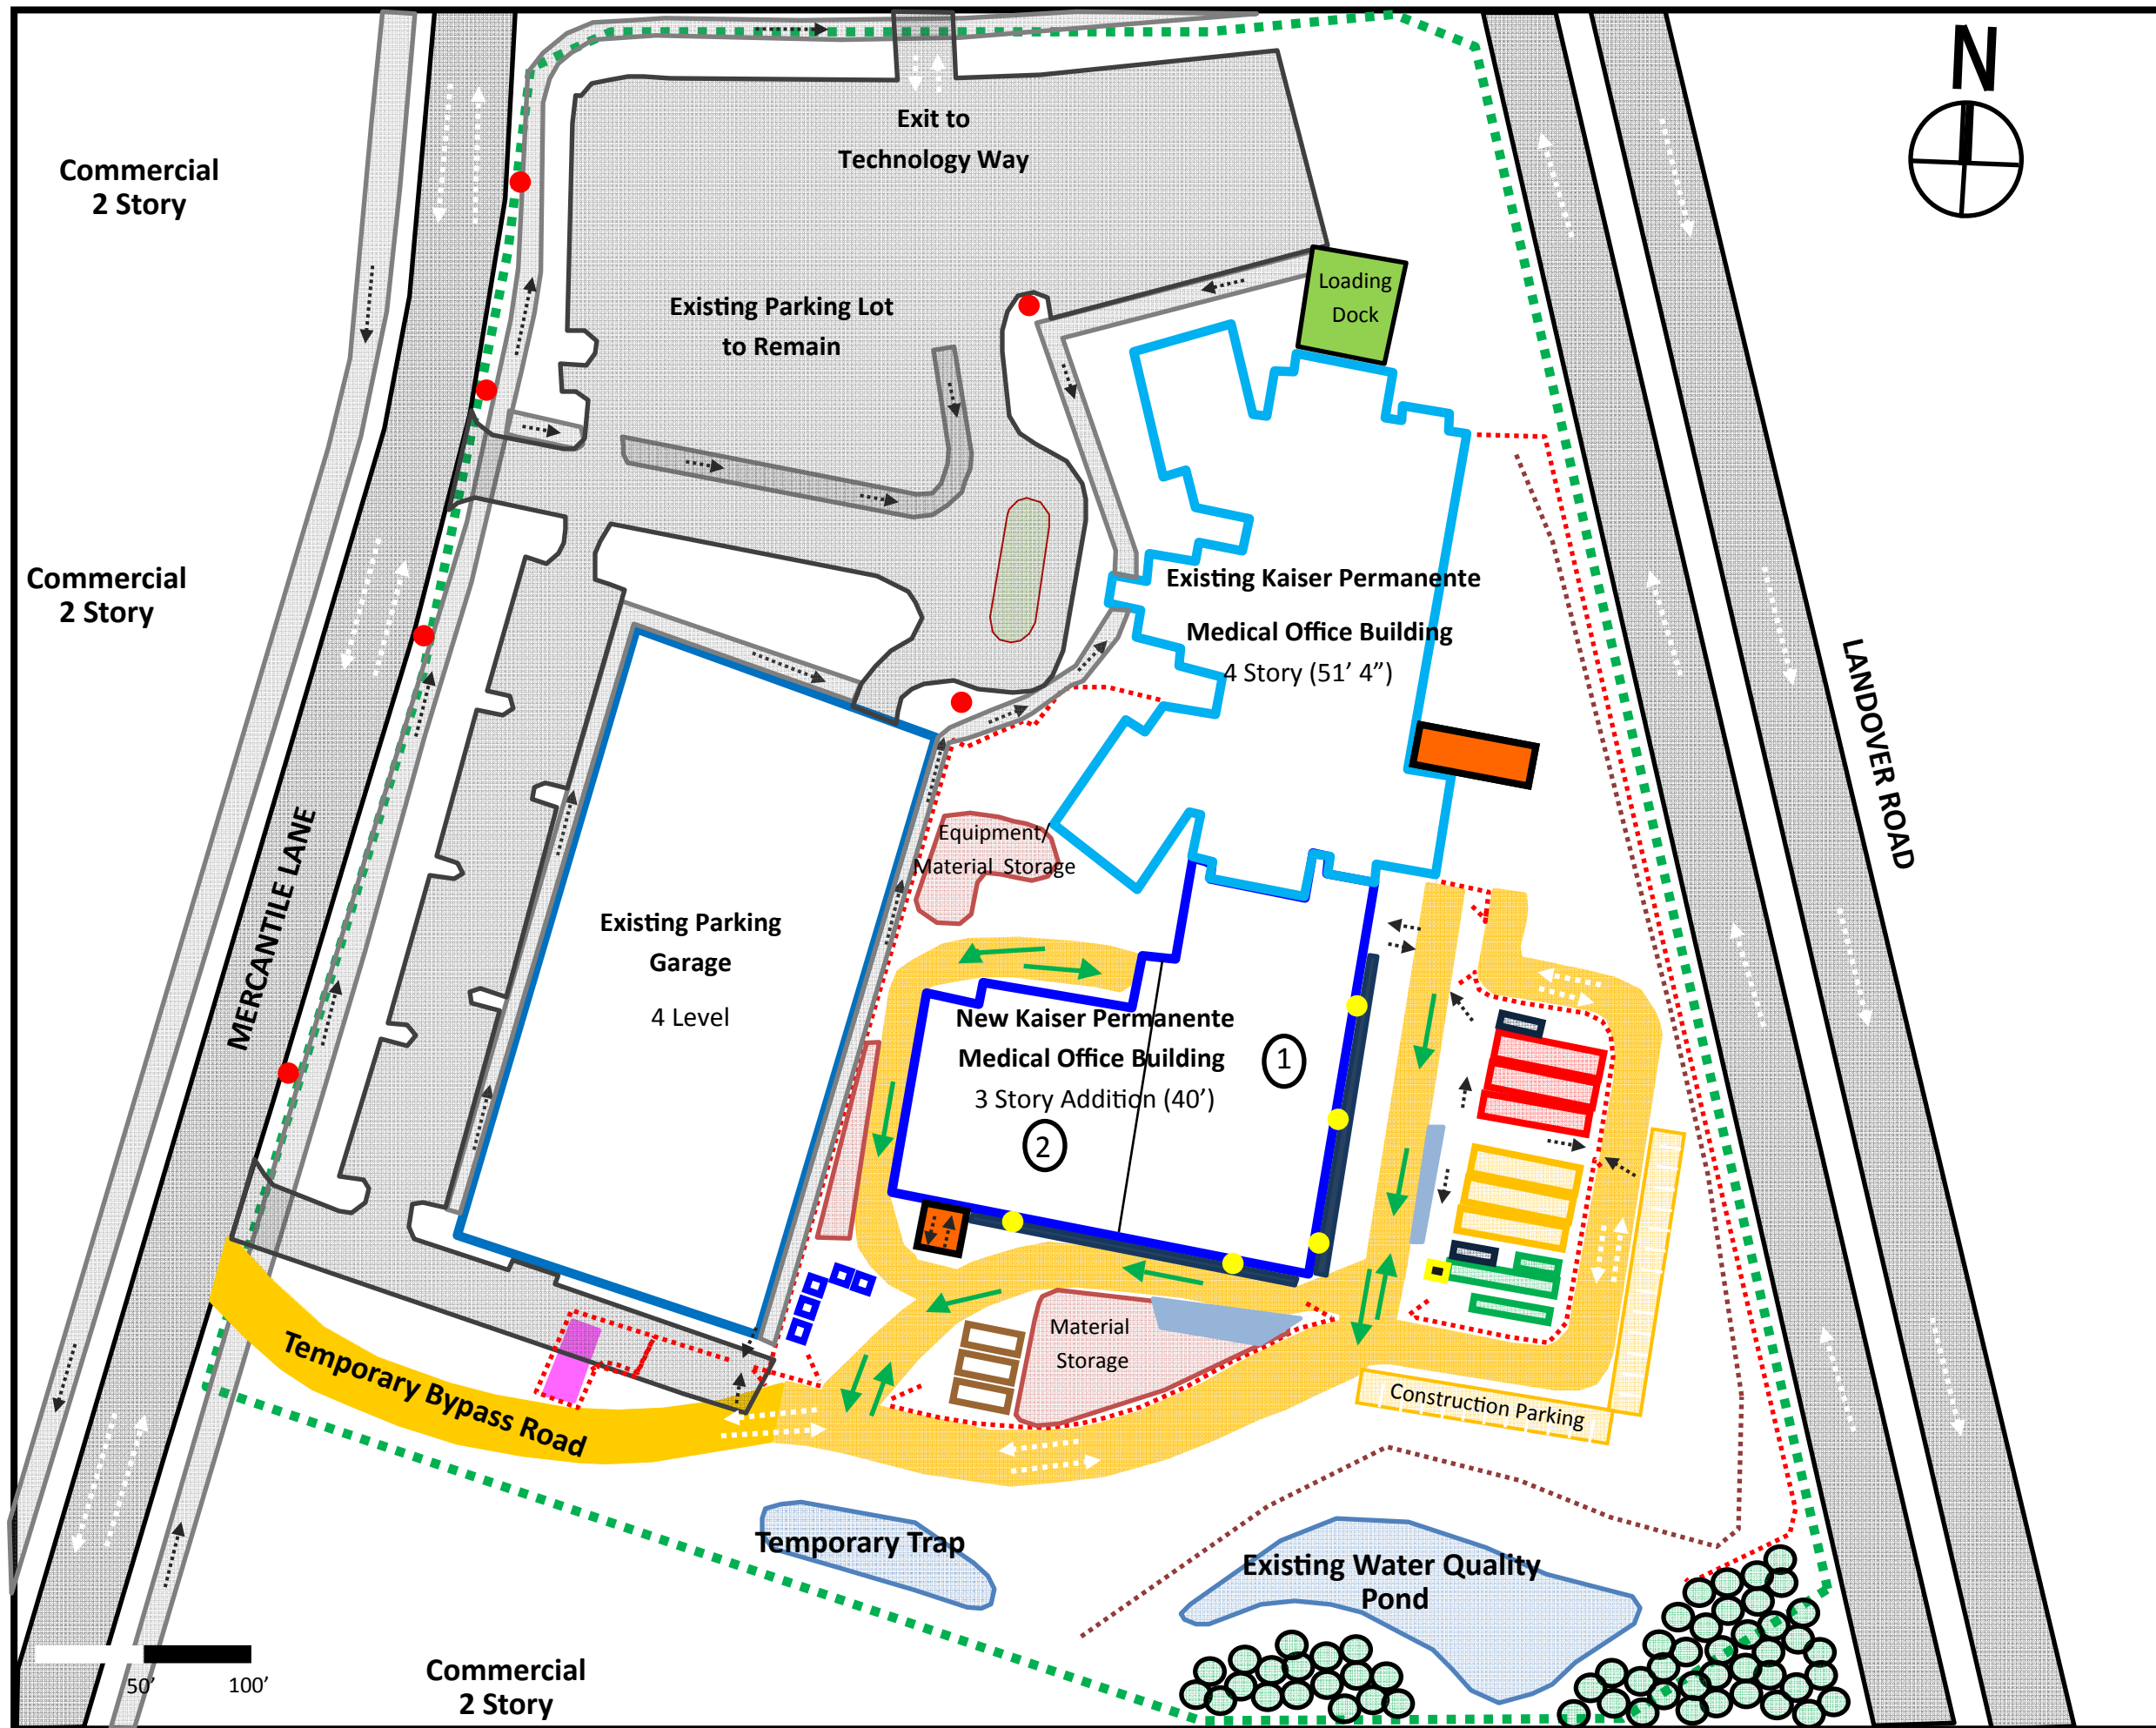 N
Exit to
Technology Way
Commercial
2 Story
Loading
Dock
Existing Parking Lot
to Remain
Commercial
2 Story
Existing Kaiser Permanente
Medical Office Building
4 Story (51’ 4”)
LANDOVER ROAD
MERCANTILE LANE
Equipment/
Material Storage
Existing Parking
Garage
4 Level
New Kaiser Permanente
Medical Office Building
3 Story Addition (40’)
1
2
Material
Storage
Temporary Bypass Road
Construction Parking
Temporary Trap
Existing Water Quality
Pond
Commercial
2 Story
50’
100’